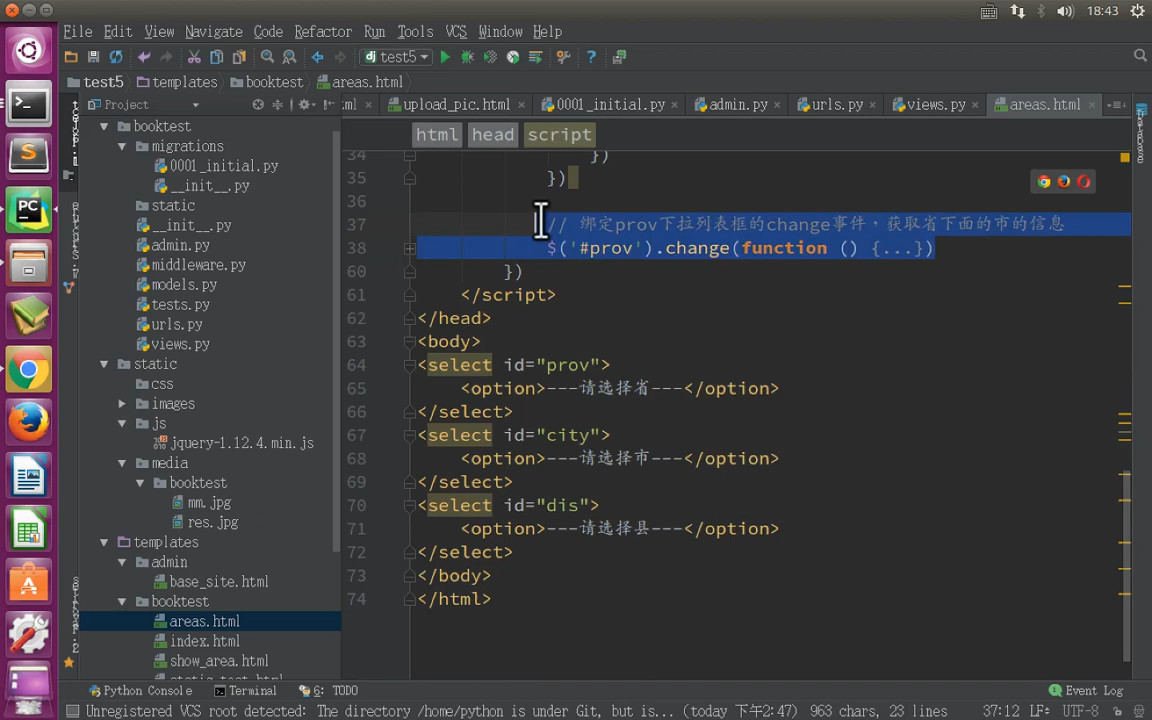 18:43
File Edit View Navigate Code Refactor Run Tools VCS Window Help
test5
test5 templates booktest areas.html
Project
ml upload_pic.html 0001_initial.py admin.py urls.py views.py areas.html
html head script
booktest
migrations
0001_initial.py
__init__.py
static
__init__.py
admin.py
middleware.py
models.py
tests.py
urls.py
views.py
static
css
images
js
jquery-1.12.4.min.js
media
booktest
mm.jpg
res.jpg
templates
admin
base_site.html
booktest
areas.html
index.html
show_area.html
34 })
35 })
36
37 // 绑定prov下拉列表框的change事件，获取省下面的市的信息
38 $('#prov').change(function () {...})
60 })
61 </script>
62 </head>
63 <body>
64 <select id="prov">
65 <option>---请选择省---</option>
66 </select>
67 <select id="city">
68 <option>---请选择市---</option>
69 </select>
70 <select id="dis">
71 <option>---请选择县---</option>
72 </select>
73 </body>
74 </html>
Python Console Terminal 6: TODO Event Log
Unregistered VCS root detected: The directory /home/python is under Git, but is... (today 下午2:47) 963 chars, 23 lines 37:12 LF UTF-8